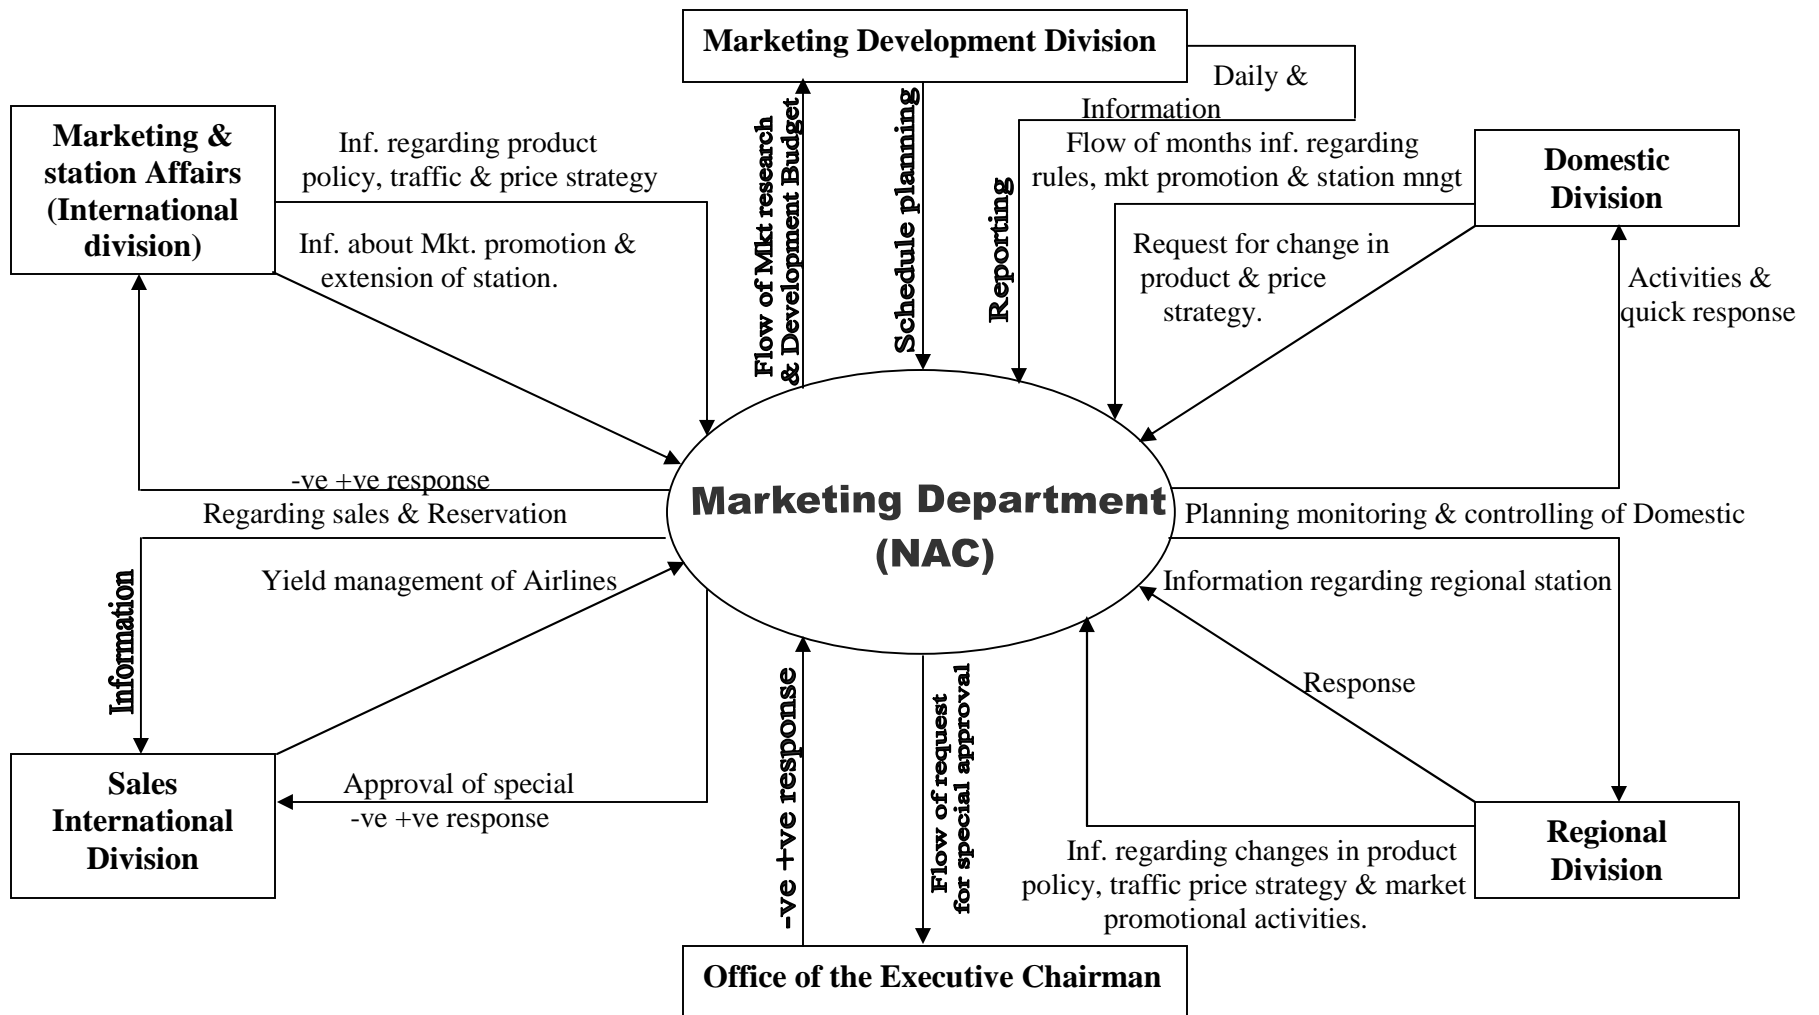 Marketing Development Division
Daily &
Information
Reporting
Schedule planning
Flow of Mkt research
& Development Budget
Marketing &
station Affairs
(International
division)
Inf. regarding product
policy, traffic & price strategy
Inf. about Mkt. promotion &
extension of station.
Flow of months inf. regarding
rules, mkt promotion & station mngt
Domestic
Division
Request for change in
product & price
strategy.
Activities &
quick response
-ve +ve response
Regarding sales & Reservation
Marketing Department
(NAC)
Planning monitoring & controlling of Domestic
Information
Yield management of Airlines
Information regarding regional station
Response
Sales
International
Division
Approval of special
-ve +ve response
-ve +ve response
Flow of request
for special approval
Inf. regarding changes in product
policy, traffic price strategy & market
promotional activities.
Regional
Division
Office of the Executive Chairman